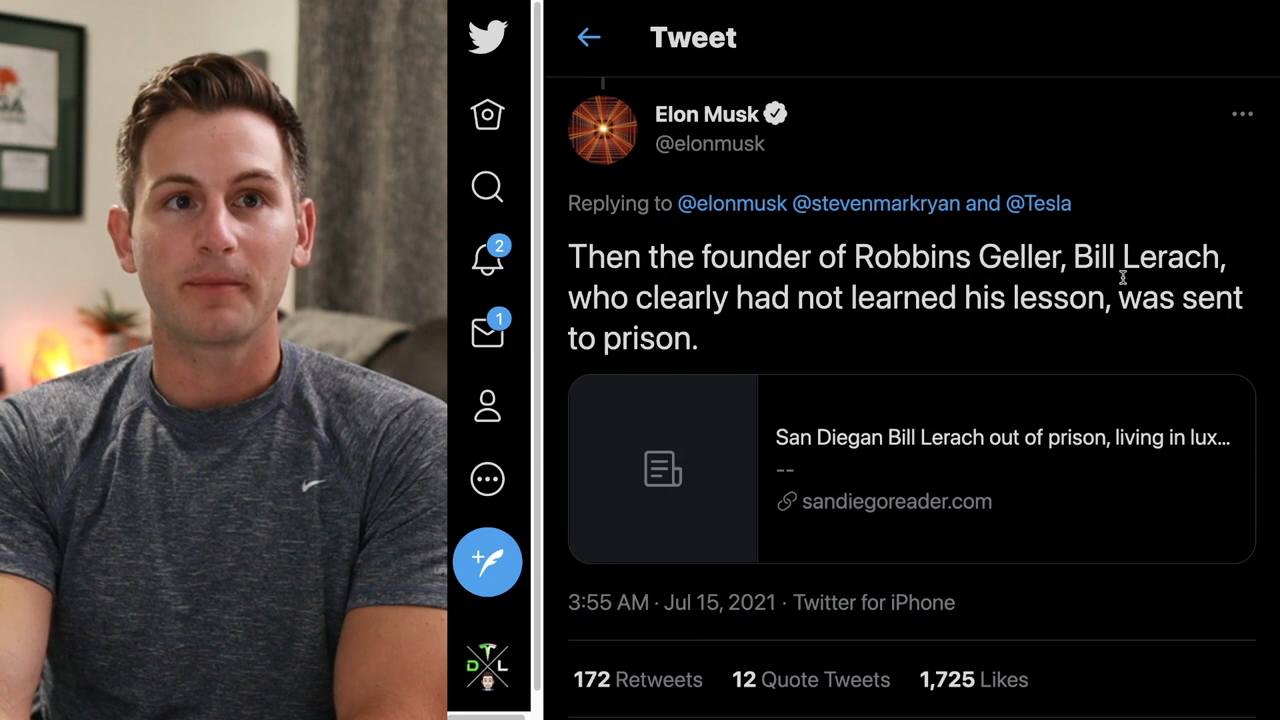 Tweet
Elon Musk
@elonmusk
Replying to @elonmusk @stevenmarkryan and @Tesla
Then the founder of Robbins Geller, Bill Lerach,
who clearly had not learned his lesson, was sent
to prison.
San Diegan Bill Lerach out of prison, living in lux...
--
sandiegoreader.com
3:55 AM · Jul 15, 2021 · Twitter for iPhone
172 Retweets 12 Quote Tweets 1,725 Likes
2
1
D L